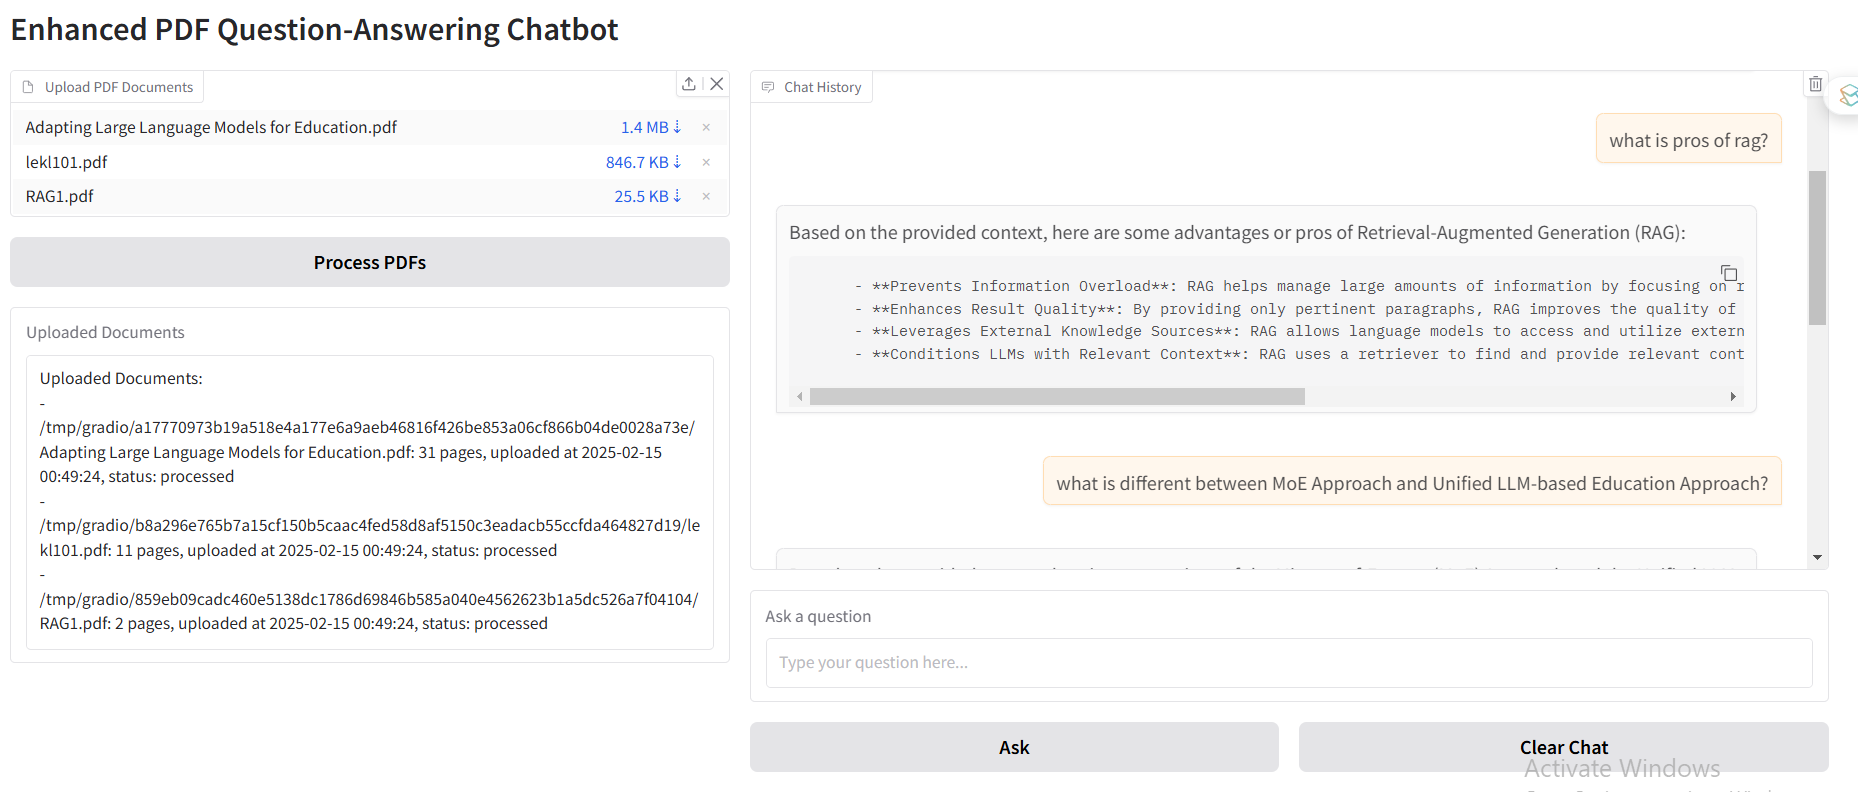 Enhanced PDF Question-Answering Chatbot
Upload PDF Documents
Adapting Large Language Models for Education.pdf 1.4 MB ⇣ ×
lekl101.pdf 846.7 KB ⇣ ×
RAG1.pdf 25.5 KB ⇣ ×
Process PDFs
Uploaded Documents
Uploaded Documents:
-
/tmp/gradio/a17770973b19a518e4a177e6a9aeb46816f426be853a06cf866b04de0028a73e/
Adapting Large Language Models for Education.pdf: 31 pages, uploaded at 2025-02-15
00:49:24, status: processed
-
/tmp/gradio/b8a296e765b7a15cf150b5caac4fed58d8af5150c3eadacb55ccfda464827d19/le
kl101.pdf: 11 pages, uploaded at 2025-02-15 00:49:24, status: processed
-
/tmp/gradio/859eb09cadc460e5138dc1786d69846b585a040e4562623b1a5dc526a7f04104/
RAG1.pdf: 2 pages, uploaded at 2025-02-15 00:49:24, status: processed
Chat History
what is pros of rag?
Based on the provided context, here are some advantages or pros of Retrieval-Augmented Generation (RAG):
- **Prevents Information Overload**: RAG helps manage large amounts of information by focusing on r
- **Enhances Result Quality**: By providing only pertinent paragraphs, RAG improves the quality of
- **Leverages External Knowledge Sources**: RAG allows language models to access and utilize extern
- **Conditions LLMs with Relevant Context**: RAG uses a retriever to find and provide relevant cont
what is different between MoE Approach and Unified LLM-based Education Approach?
Ask a question
Type your question here...
Ask
Clear Chat
Activate Windows